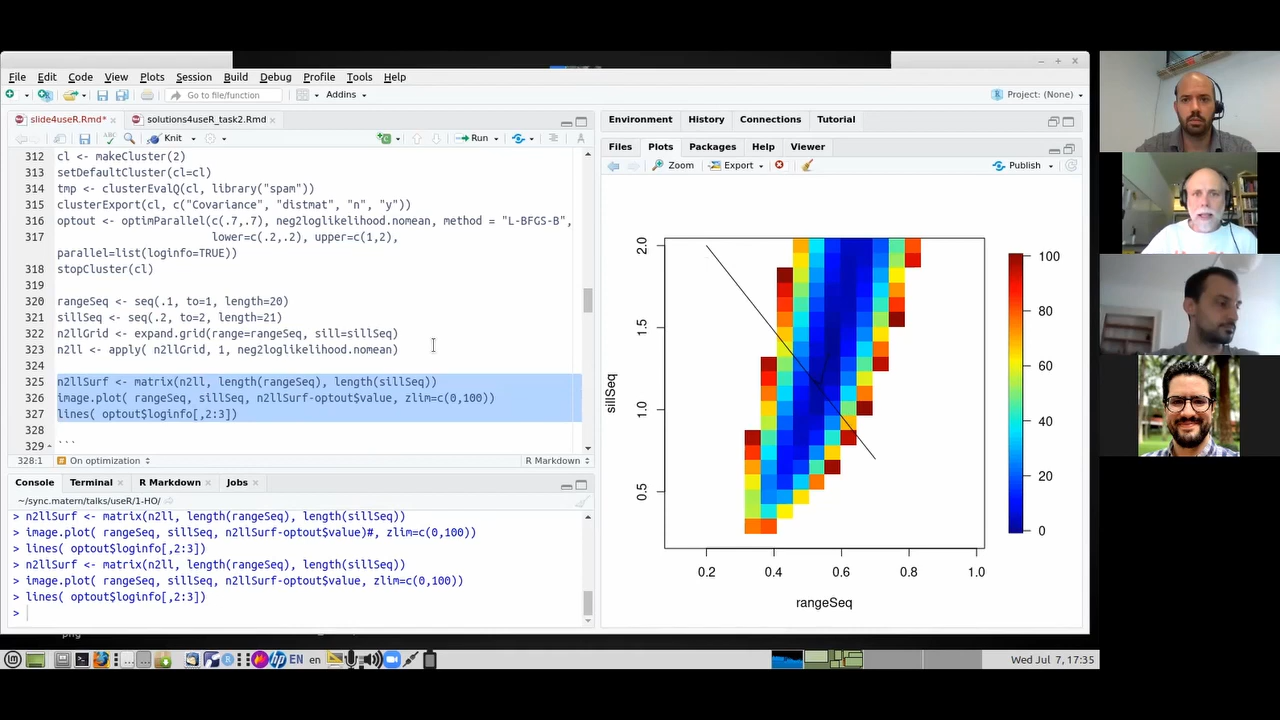 File Edit Code View Plots Session Build Debug Profile Tools Help
Go to file/function Addins Project: (None)
slide4useR.Rmd* solutions4useR_task2.Rmd
Knit Run
312 cl <- makeCluster(2)
313 setDefaultCluster(cl=cl)
314 tmp <- clusterEvalQ(cl, library("spam"))
315 clusterExport(cl, c("Covariance", "distmat", "n", "y"))
316 optout <- optimParallel(c(.7,.7), neg2loglikelihood.nomean, method = "L-BFGS-B",
317 lower=c(.2,.2), upper=c(1,2),
parallel=list(loginfo=TRUE))
318 stopCluster(cl)
319
320 rangeSeq <- seq(.1, to=1, length=20)
321 sillSeq <- seq(.2, to=2, length=21)
322 n2llGrid <- expand.grid(range=rangeSeq, sill=sillSeq)
323 n2ll <- apply( n2llGrid, 1, neg2loglikelihood.nomean)
324
325 n2llSurf <- matrix(n2ll, length(rangeSeq), length(sillSeq))
326 image.plot( rangeSeq, sillSeq, n2llSurf-optout$value, zlim=c(0,100))
327 lines( optout$loginfo[,2:3])
328
329 ```
328:1 On optimization R Markdown
Console Terminal R Markdown Jobs
~/sync.matern/talks/useR/1-HO/
> n2llSurf <- matrix(n2ll, length(rangeSeq), length(sillSeq))
> image.plot( rangeSeq, sillSeq, n2llSurf-optout$value)#, zlim=c(0,100))
> lines( optout$loginfo[,2:3])
> n2llSurf <- matrix(n2ll, length(rangeSeq), length(sillSeq))
> image.plot( rangeSeq, sillSeq, n2llSurf-optout$value, zlim=c(0,100))
> lines( optout$loginfo[,2:3])
>
Environment History Connections Tutorial
Files Plots Packages Help Viewer
Zoom Export Publish
2.0
1.5
1.0
0.5
sillSeq
0.2 0.4 0.6 0.8 1.0
rangeSeq
100
80
60
40
20
0
EN en Wed Jul 7, 17:35